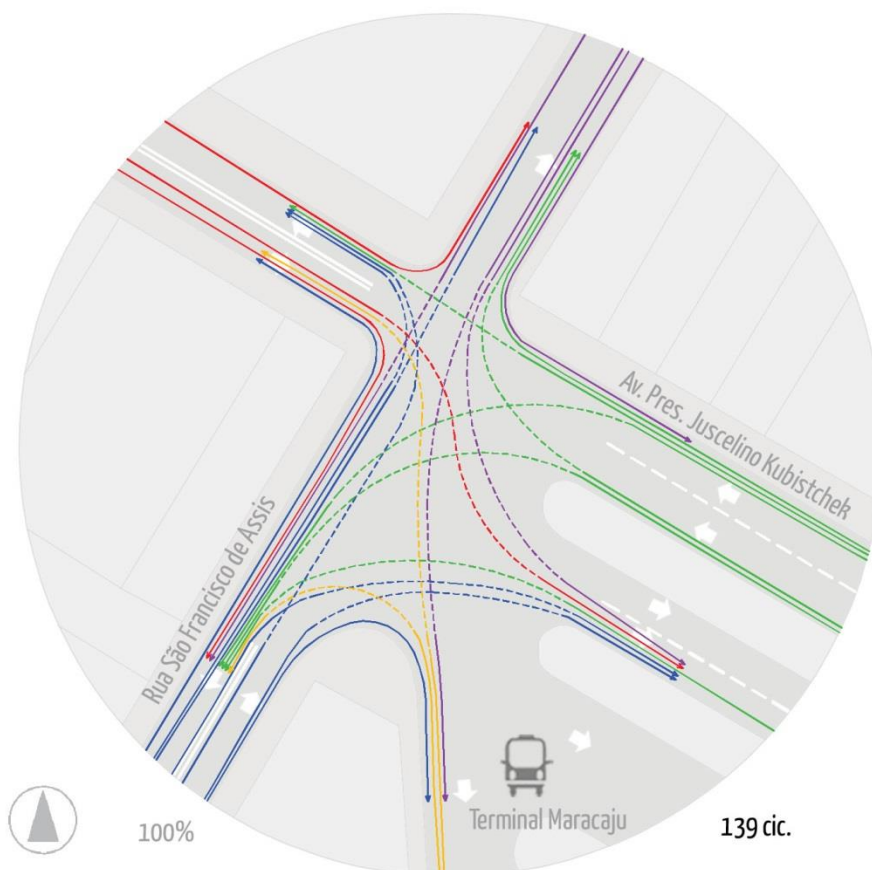 Av. Pres. Juscelino Kubistchek
Rua São Francisco de Assis
Terminal Maracaju
100%
139 cic.